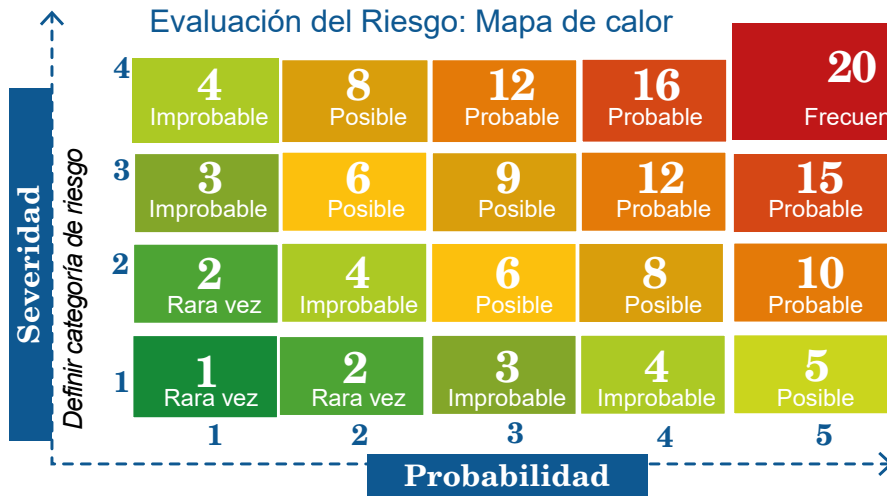 Evaluación del Riesgo: Mapa de calor
Severidad
Definir categoría de riesgo
4
4
Improbable
8
Posible
12
Probable
16
Probable
20
Frecuen
3
3
Improbable
6
Posible
9
Posible
12
Probable
15
Probable
2
2
Rara vez
4
Improbable
6
Posible
8
Posible
10
Probable
1
1
Rara vez
2
Rara vez
3
Improbable
4
Improbable
5
Posible
1
2
3
4
5
Probabilidad